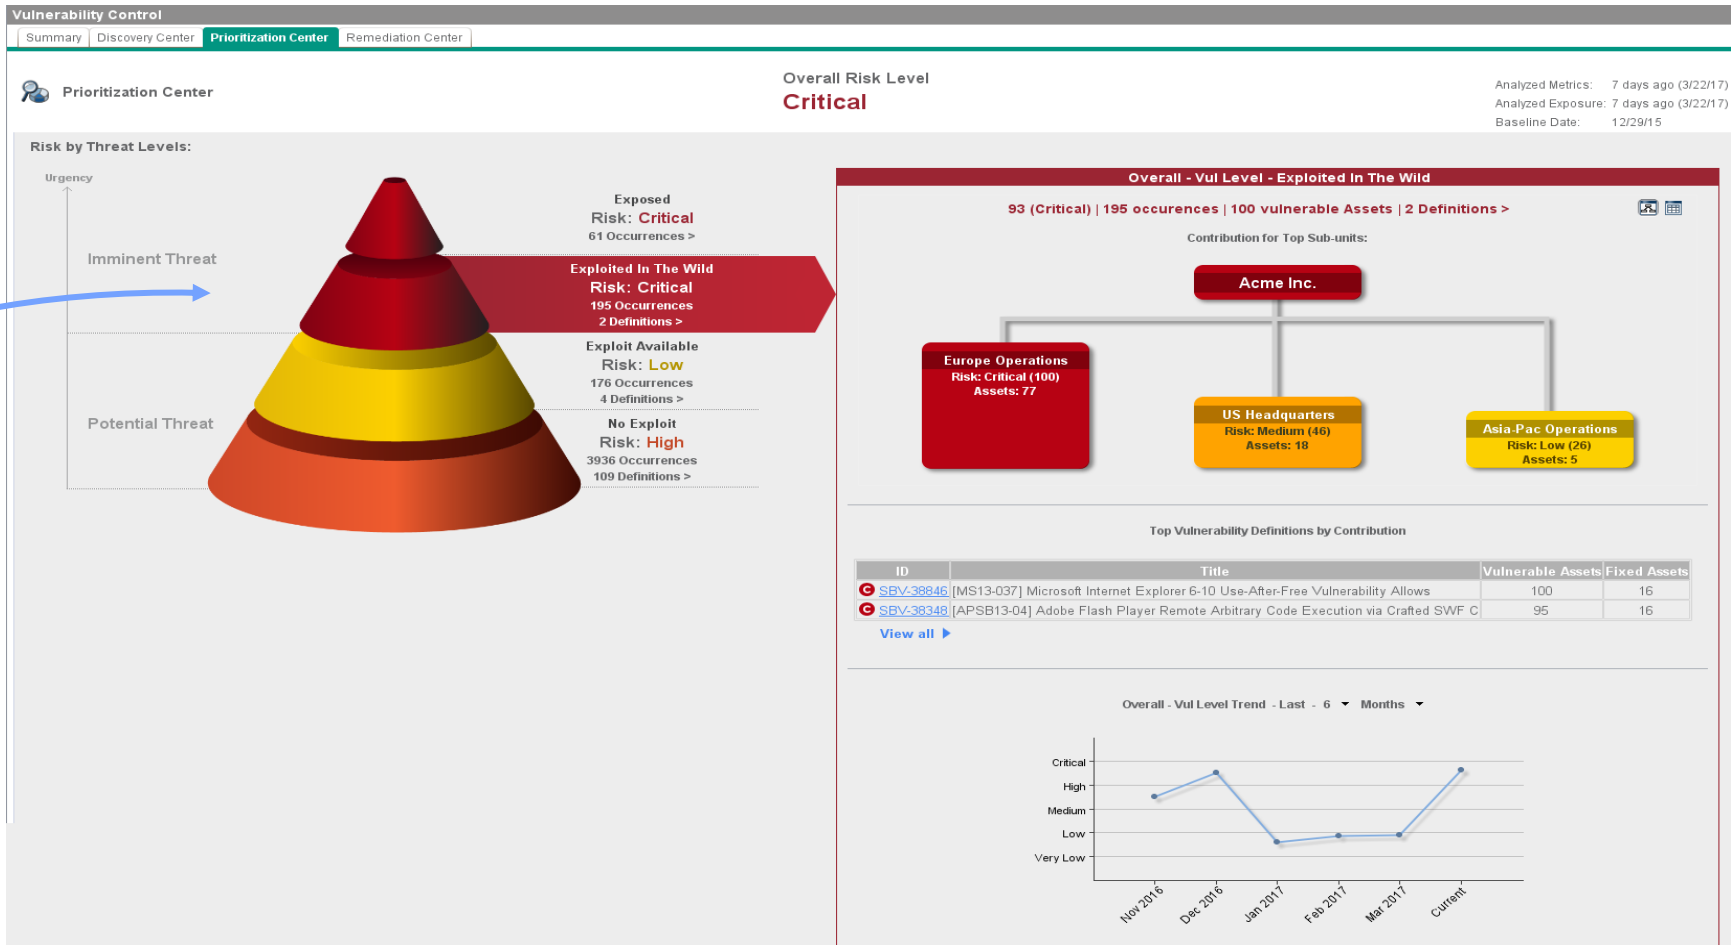 Vulnerability Control
Summary Discovery Center Prioritization Center Remediation Center
Prioritization Center
Overall Risk Level
Critical
Analyzed Metrics: 7 days ago (3/22/17)
Analyzed Exposure: 7 days ago (3/22/17)
Baseline Date: 12/29/15
Risk by Threat Levels:
Urgency
Imminent Threat
Potential Threat
Exposed
Risk: Critical
61 Occurrences >
Exploited In The Wild
Risk: Critical
195 Occurrences
2 Definitions >
Exploit Available
Risk: Low
176 Occurrences
4 Definitions >
No Exploit
Risk: High
3936 Occurrences
109 Definitions >
Overall - Vul Level - Exploited In The Wild
93 (Critical) | 195 occurences | 100 vulnerable Assets | 2 Definitions >
Contribution for Top Sub-units:
Acme Inc.
Europe Operations
Risk: Critical (100)
Assets: 77
US Headquarters
Risk: Medium (46)
Assets: 18
Asia-Pac Operations
Risk: Low (26)
Assets: 5
Top Vulnerability Definitions by Contribution
ID Title Vulnerable Assets Fixed Assets
C SBV-38846 [MS13-037] Microsoft Internet Explorer 6-10 Use-After-Free Vulnerability Allows 100 16
C SBV-38348 [APSB13-04] Adobe Flash Player Remote Arbitrary Code Execution via Crafted SWF C 95 16
View all
Overall - Vul Level Trend - Last - 6 Months
Critical
High
Medium
Low
Very Low
Nov 2016 Dec 2016 Jan 2017 Feb 2017 Mar 2017 Current